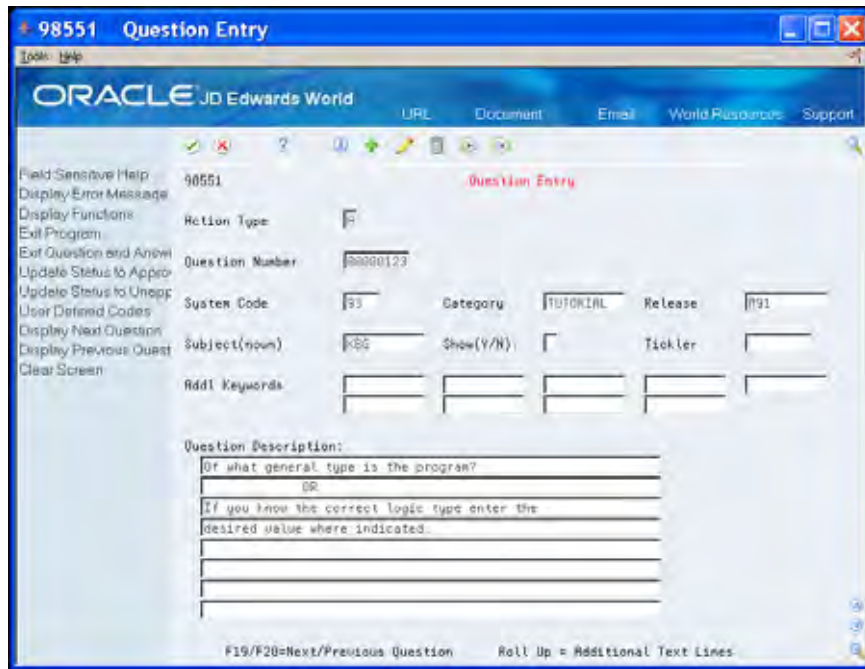 98551 Question Entry
Tools Help
ORACLE JD Edwards World
URL Document Email World Resources Support
Field Sensitive Help
Display Error Message
Display Functions
Exit Program
Exit Question and Answ
Update Status to Appro
Update Status to Unapp
User Defined Codes
Display Next Question
Display Previous Quest
Clear Screen
98551 Question Entry
Action Type
Question Number 00000123
System Code 93 Category TUTORIAL Release A91
Subject(noun) KBG Show(Y/N) Tickler
Addl Keywords
Question Description:
Of what general type is the program?
OR
If you know the correct logic type enter the
desired value where indicated.
F19/F20=Next/Previous Question Roll Up = Additional Text Lines